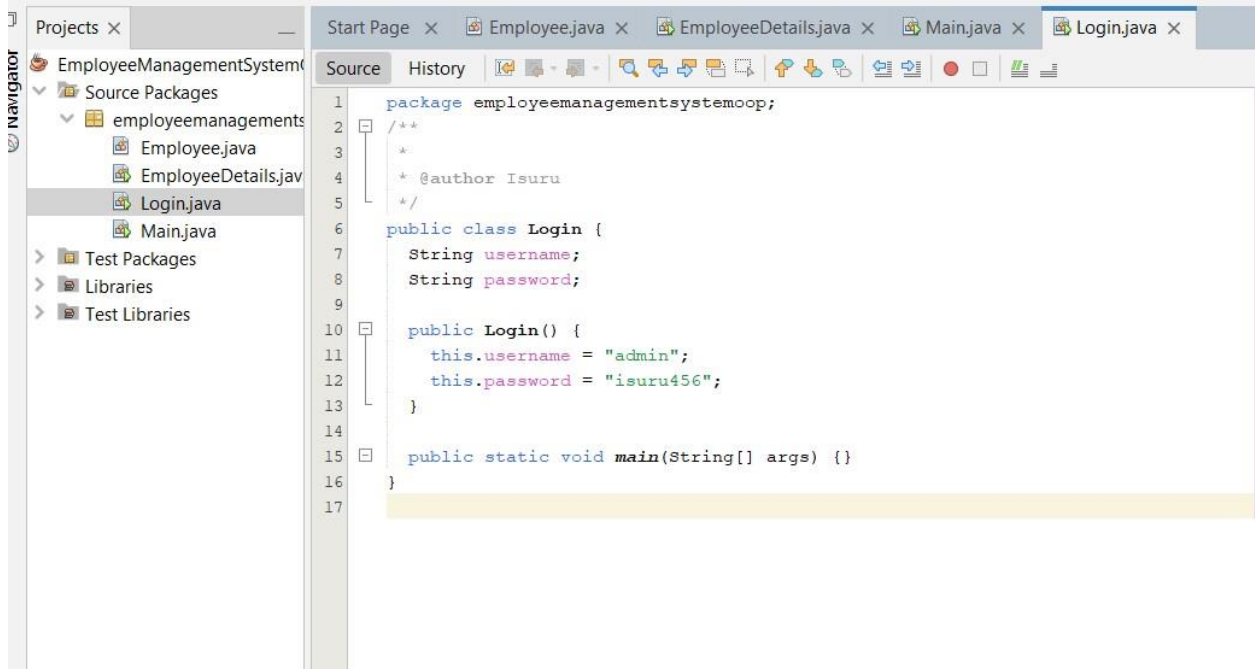 Navigator
Projects
EmployeeManagementSystem
Source Packages
employeemanagements
Employee.java
EmployeeDetails.jav
Login.java
Main.java
Test Packages
Libraries
Test Libraries
Start Page Employee.java EmployeeDetails.java Main.java Login.java
Source History
1 package employeemanagementsystemoop;
2 /**
3 *
4 * @author Isuru
5 */
6 public class Login {
7 String username;
8 String password;
9
10 public Login() {
11 this.username = "admin";
12 this.password = "isuru456";
13 }
14
15 public static void main(String[] args) {}
16 }
17